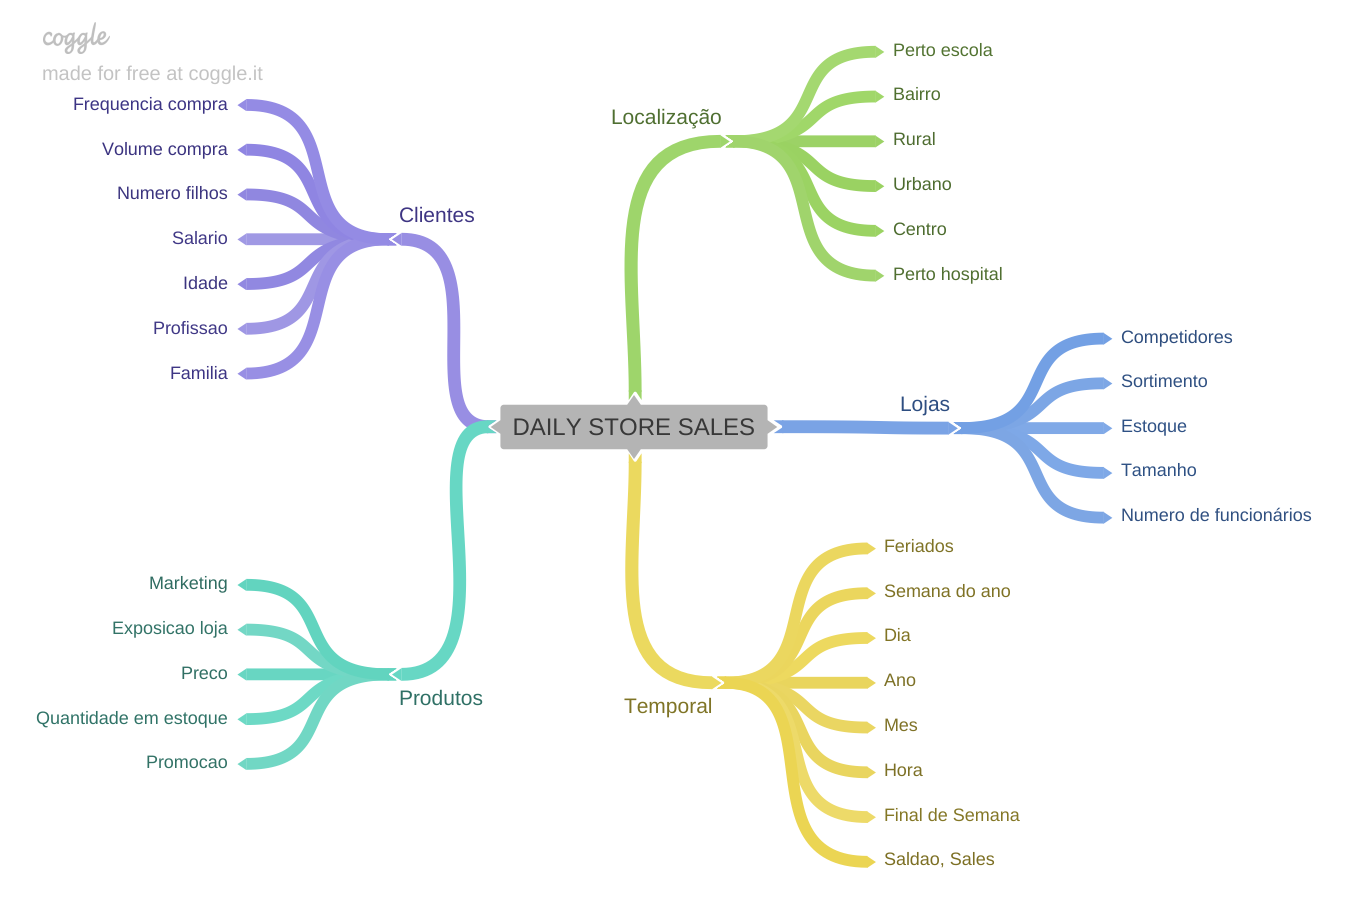 coggle
made for free at coggle.it
Clientes
Frequencia compra
Volume compra
Numero filhos
Salario
Idade
Profissao
Familia
Localização
Perto escola
Bairro
Rural
Urbano
Centro
Perto hospital
DAILY STORE SALES
Lojas
Competidores
Sortimento
Estoque
Tamanho
Numero de funcionários
Produtos
Marketing
Exposicao loja
Preco
Quantidade em estoque
Promocao
Temporal
Feriados
Semana do ano
Dia
Ano
Mes
Hora
Final de Semana
Saldao, Sales